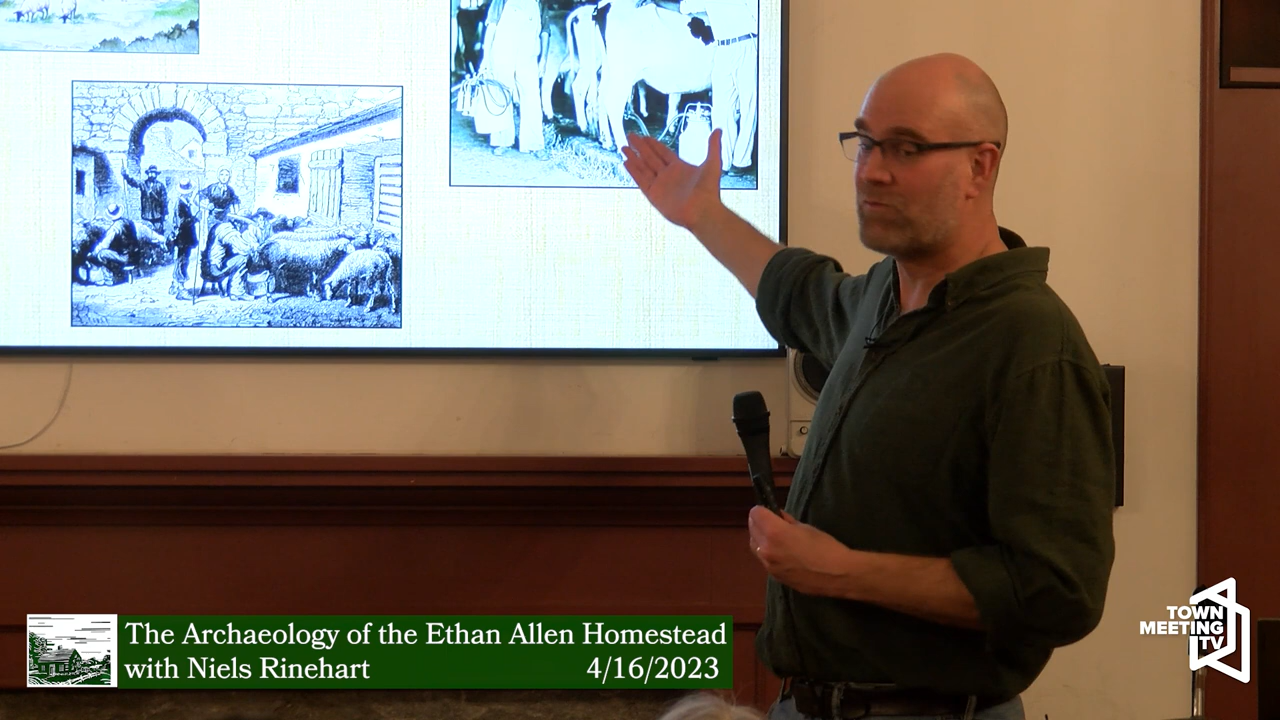 The Archaeology of the Ethan Allen Homestead
with Niels Rinehart 4/16/2023
TOWN
MEETING
TV